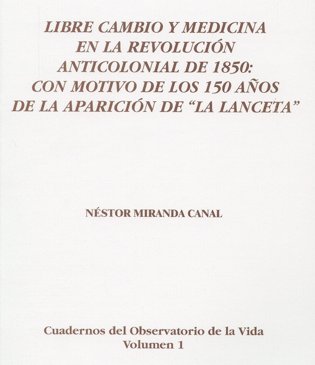 LIBRE CAMBIO Y MEDICINA
EN LA REVOLUCIÓN
ANTICOLONIAL DE 1850:
CON MOTIVO DE LOS 150 AÑOS
DE LA APARICIÓN DE “LA LANCETA”
NÉSTOR MIRANDA CANAL
Cuadernos del Observatorio de la Vida
Volumen 1